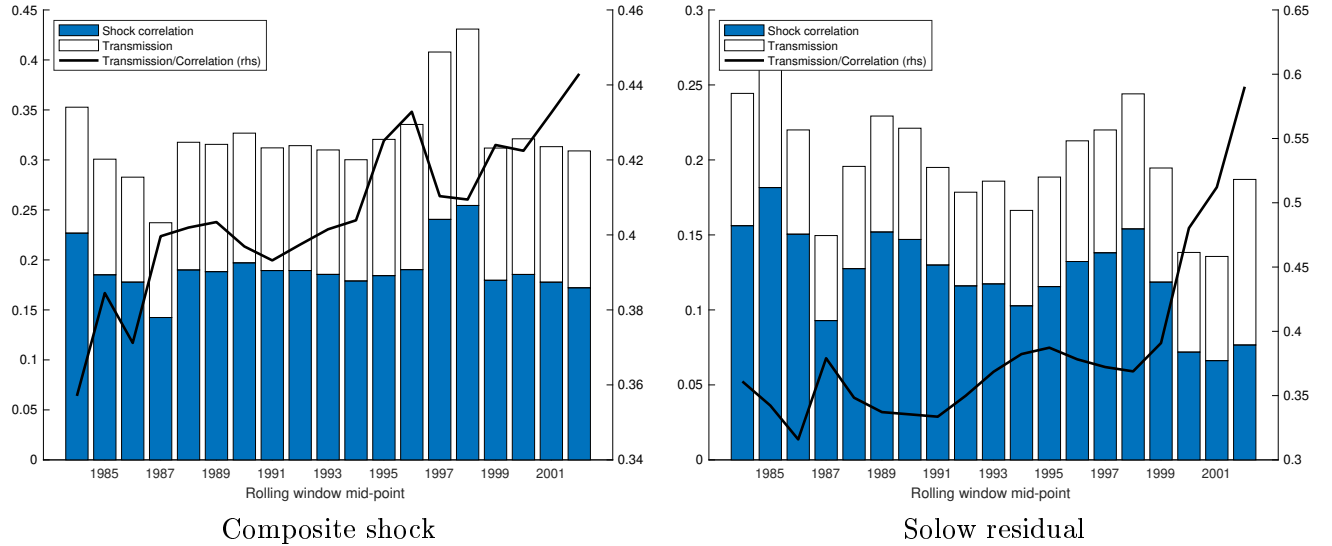 0.45
0.4
0.35
0.3
0.25
0.2
0.15
0.1
0.05
0
0.46
0.44
0.42
0.4
0.38
0.36
0.34
Shock correlation
Transmission
Transmission/Correlation (rhs)
1985 1987 1989 1991 1993 1995 1997 1999 2001
Rolling window mid-point
Composite shock
0.3
0.25
0.2
0.15
0.1
0.05
0
0.65
0.6
0.55
0.5
0.45
0.4
0.35
0.3
Shock correlation
Transmission
Transmission/Correlation (rhs)
1985 1987 1989 1991 1993 1995 1997 1999 2001
Rolling window mid-point
Solow residual